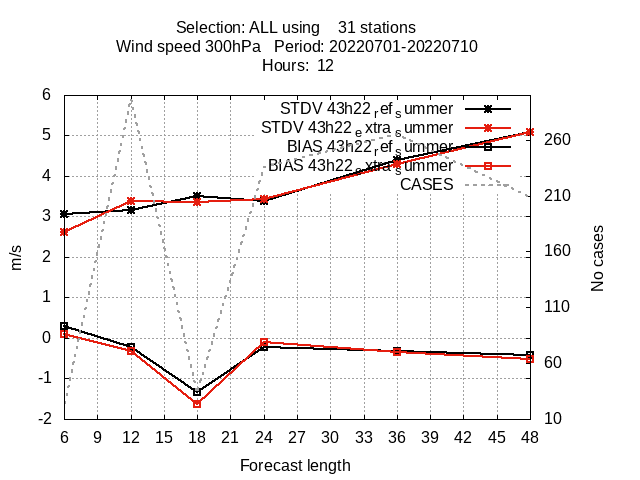 Selection: ALL using 31 stations
Wind speed 300hPa Period: 20220701-20220710
Hours: 12
STDV 43h22_ref_summer
STDV 43h22_extra_summer
BIAS 43h22_ref_summer
BIAS 43h22_extra_summer
CASES
6
5
4
3
2
1
0
-1
-2
m/s
260
210
160
110
60
10
No cases
6 9 12 15 18 21 24 27 30 33 36 39 42 45 48
Forecast length